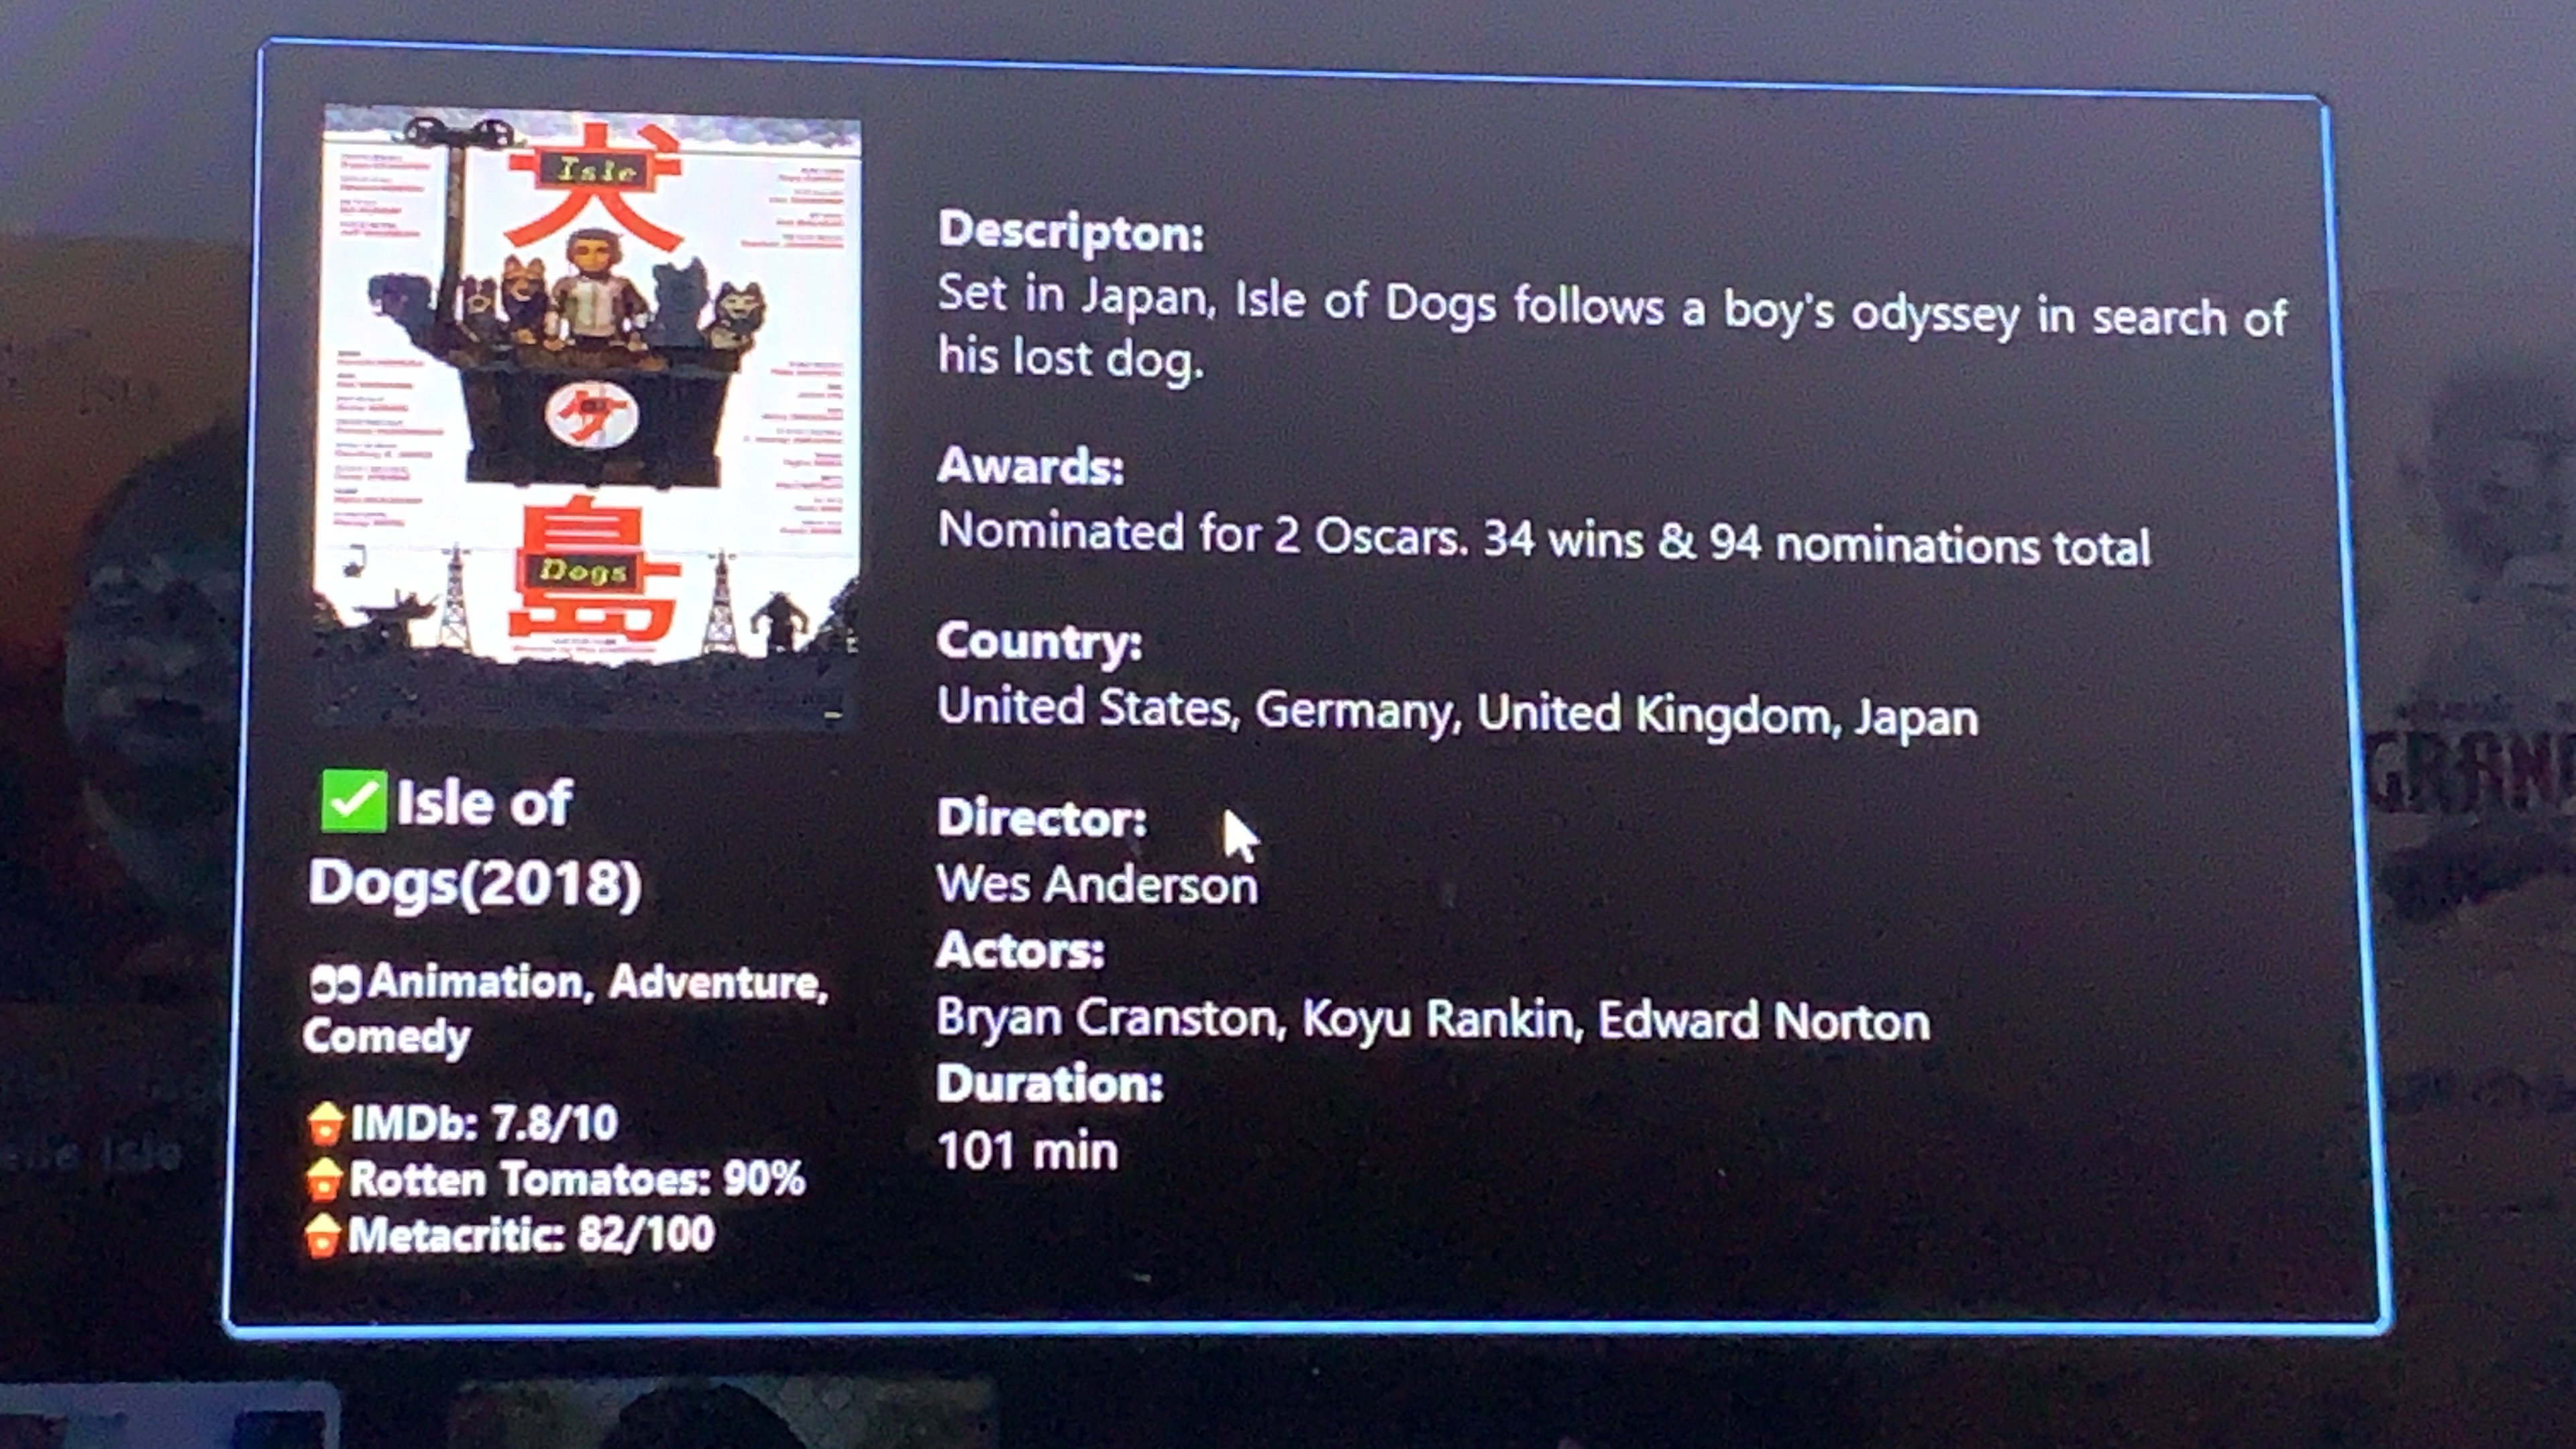 犬
Isle
ケ
島
Dogs
✅ Isle of
Dogs(2018)
Animation, Adventure,
Comedy
IMDb: 7.8/10
Rotten Tomatoes: 90%
Metacritic: 82/100
Descripton:
Set in Japan, Isle of Dogs follows a boy's odyssey in search of
his lost dog.
Awards:
Nominated for 2 Oscars. 34 wins & 94 nominations total
Country:
United States, Germany, United Kingdom, Japan
Director:
Wes Anderson
Actors:
Bryan Cranston, Koyu Rankin, Edward Norton
Duration:
101 min
Isle
GRAN